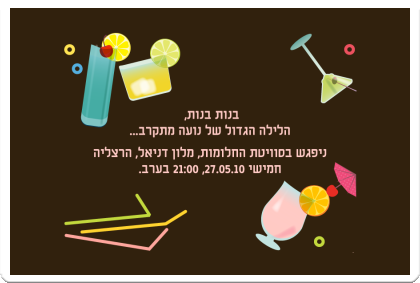 בנות בנות,
הלילה הגדול של נועה מתקרב...
ניפגש בסוויטת החלומות, מלון דניאל, הרצליה
חמישי 27.05.10, 21:00 בערב.